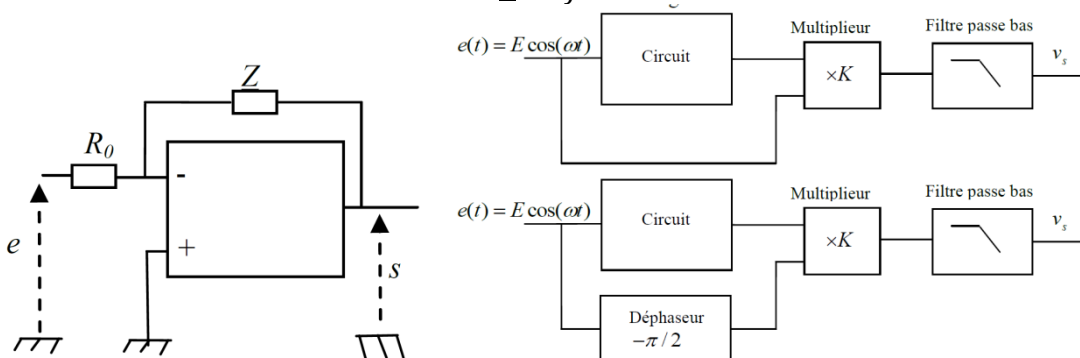 Z
R₀
-
+
e
s
e(t) = E cos(ωt)
Circuit
Multiplieur
×K
Filtre passe bas
vₛ
e(t) = E cos(ωt)
Circuit
Multiplieur
×K
Filtre passe bas
vₛ
Déphaseur
−π/2